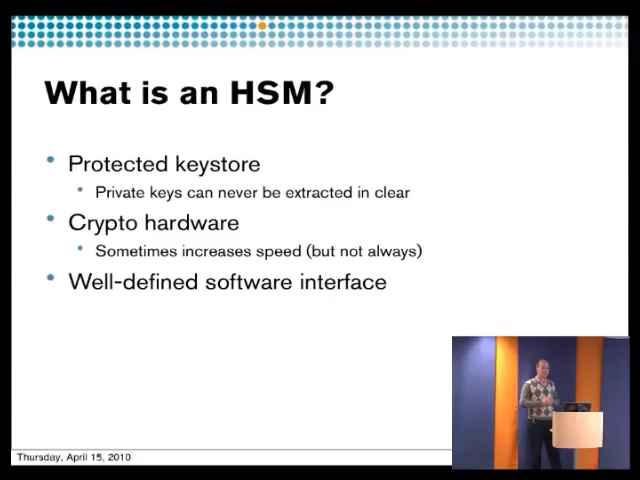 What is an HSM?
• Protected keystore
• Private keys can never be extracted in clear
• Crypto hardware
• Sometimes increases speed (but not always)
• Well-defined software interface
Thursday, April 15, 2010